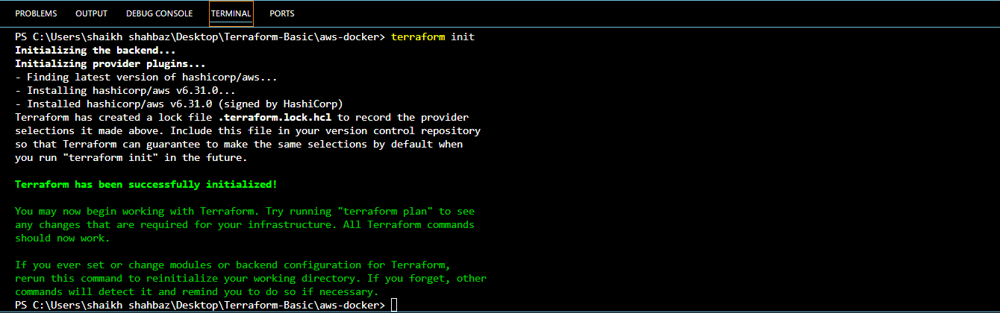 PROBLEMS OUTPUT DEBUG CONSOLE TERMINAL PORTS
PS C:\Users\shaikh shahbaz\Desktop\Terraform-Basic\aws-docker> terraform init
Initializing the backend...
Initializing provider plugins...
- Finding latest version of hashicorp/aws...
- Installing hashicorp/aws v6.31.0...
- Installed hashicorp/aws v6.31.0 (signed by HashiCorp)
Terraform has created a lock file .terraform.lock.hcl to record the provider
selections it made above. Include this file in your version control repository
so that Terraform can guarantee to make the same selections by default when
you run "terraform init" in the future.
Terraform has been successfully initialized!
You may now begin working with Terraform. Try running "terraform plan" to see
any changes that are required for your infrastructure. All Terraform commands
should now work.
If you ever set or change modules or backend configuration for Terraform,
rerun this command to reinitialize your working directory. If you forget, other
commands will detect it and remind you to do so if necessary.
PS C:\Users\shaikh shahbaz\Desktop\Terraform-Basic\aws-docker>